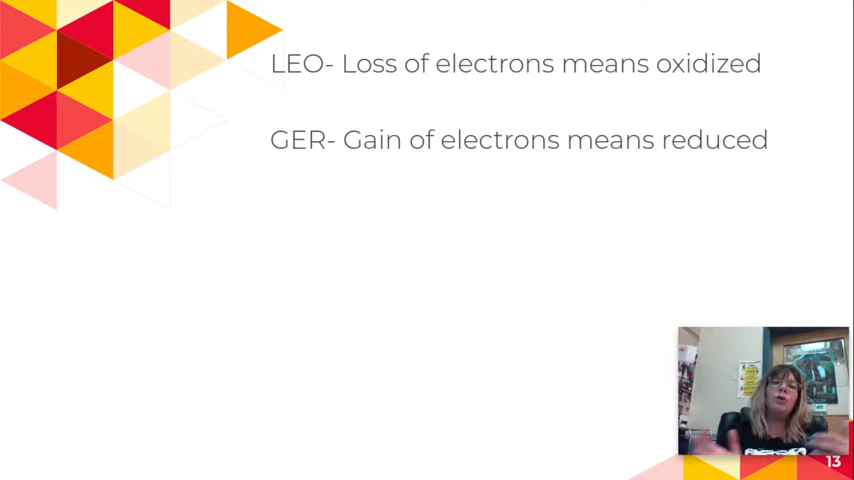 LEO- Loss of electrons means oxidized
GER- Gain of electrons means reduced
13